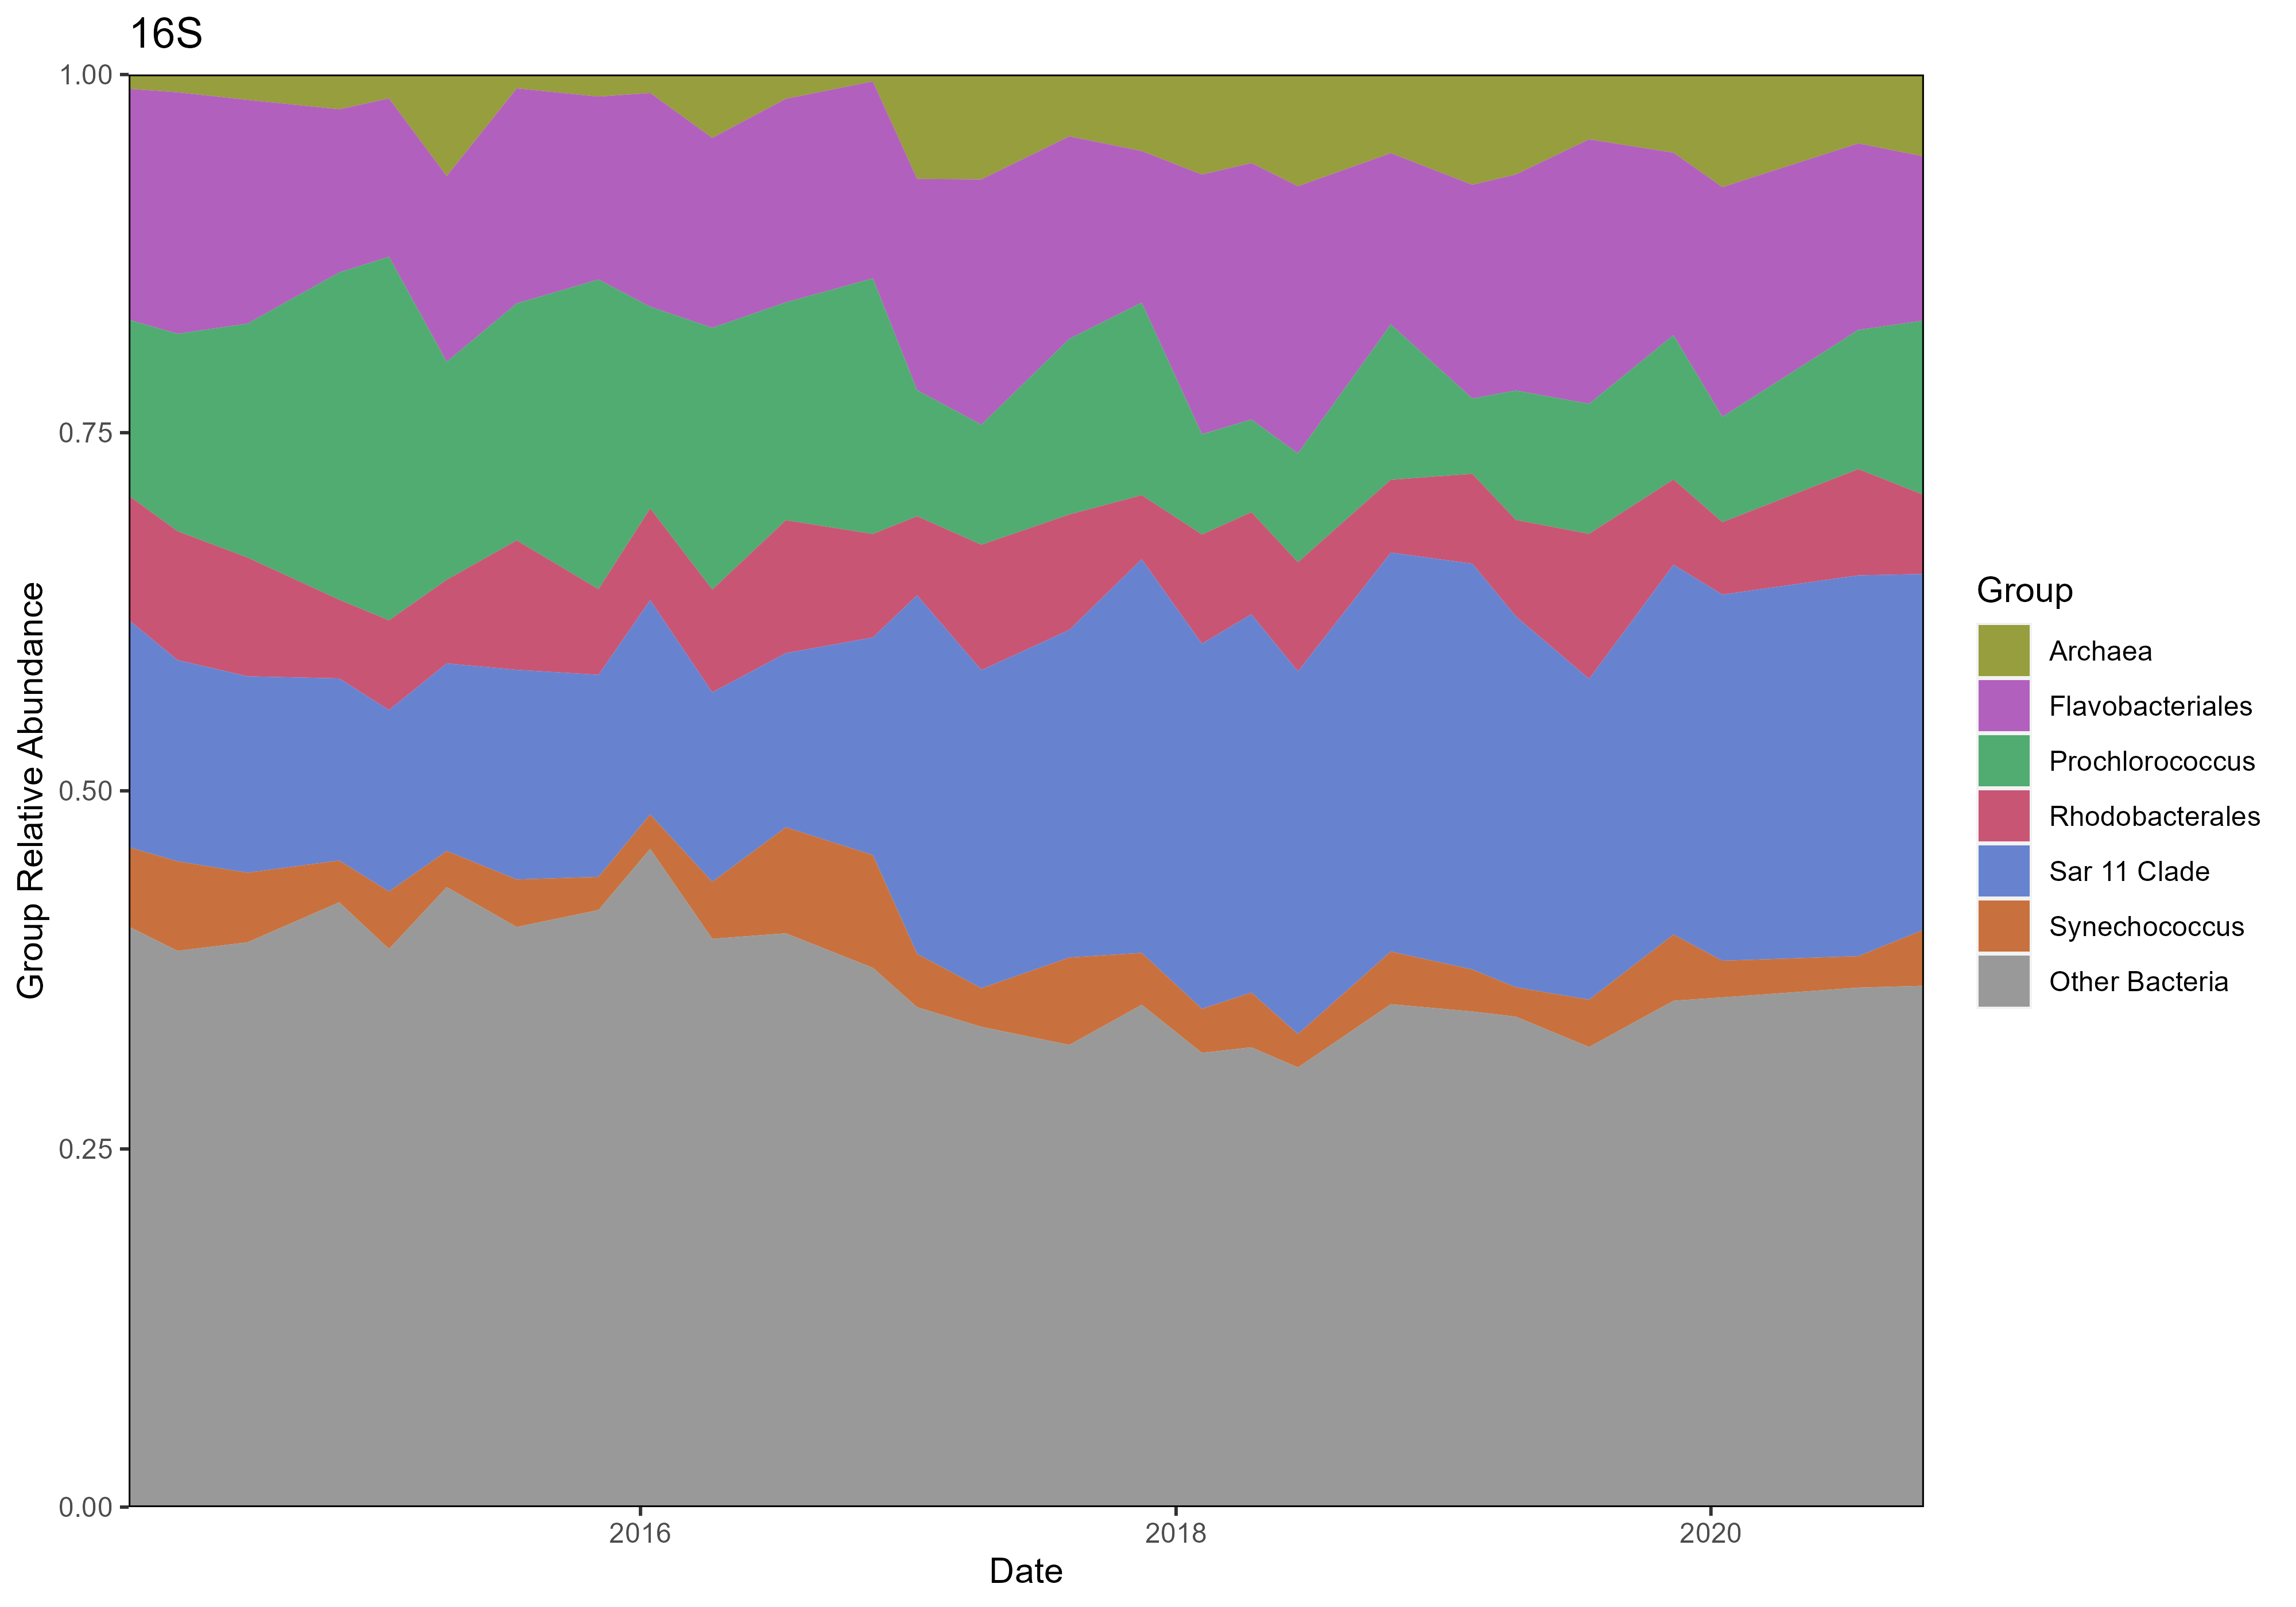 16S
1.00
0.75
0.50
0.25
0.00
Group Relative Abundance
2016
2018
2020
Date
Group
Archaea
Flavobacteriales
Prochlorococcus
Rhodobacterales
Sar 11 Clade
Synechococcus
Other Bacteria